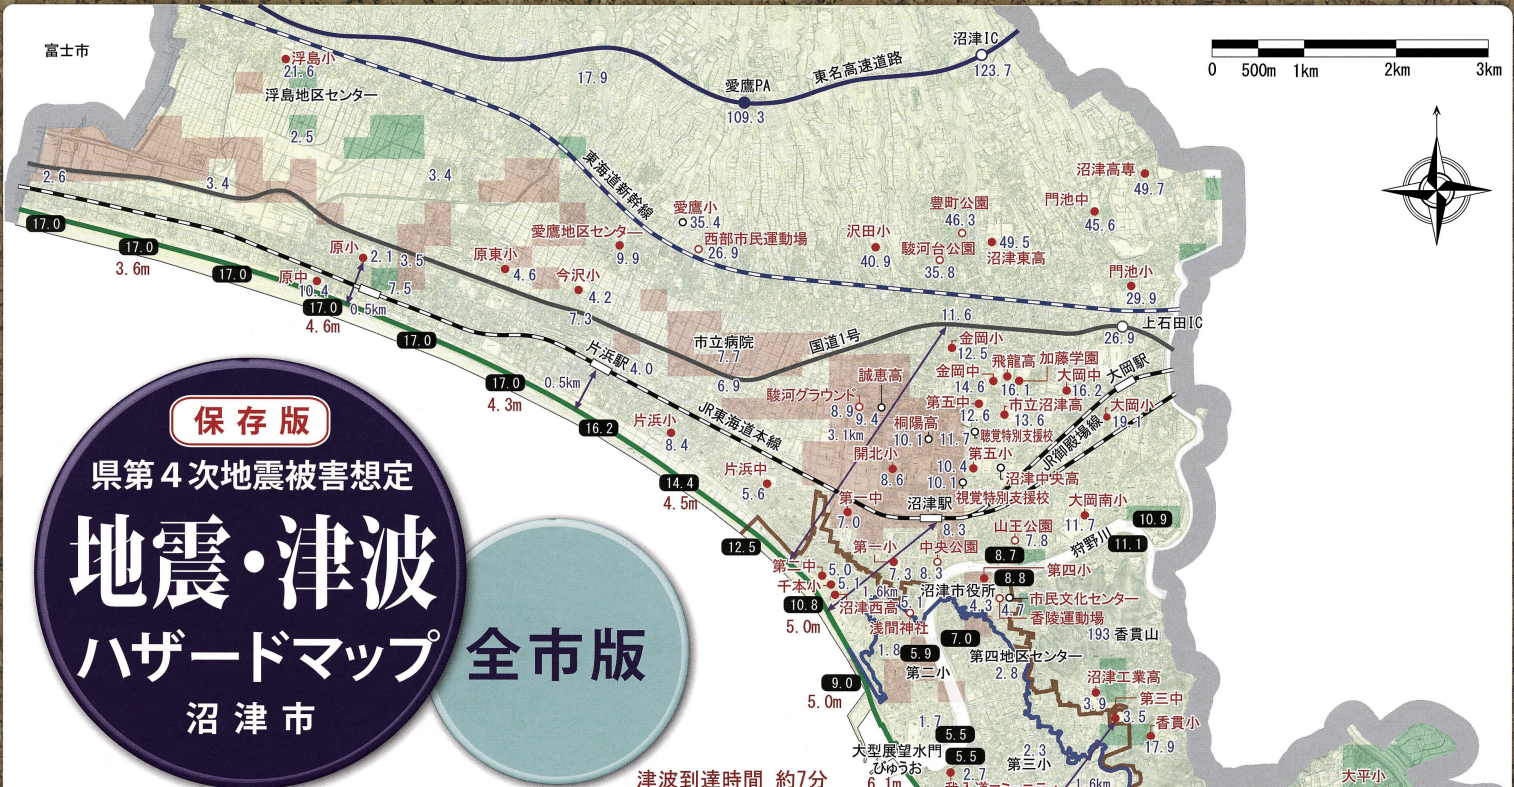 富士市
浮島小
21.6
浮島地区センター
2.5
17.9
愛鷹PA
109.3
東名高速道路
沼津IC
123.7
0 500m 1km 2km 3km
2.6
3.4
3.4
東海道新幹線
愛鷹小
35.4
西部市民運動場
26.9
愛鷹地区センター
9.9
沢田小
40.9
豊町公園
46.3
駿河台公園
35.8
49.5
沼津東高
沼津高専
49.7
門池中
45.6
門池小
29.9
17.0
17.0
3.6m
17.0
原小
2.1
3.5
原中
10.4
7.5
17.0
0.5km
4.6m
原東小
4.6
今沢小
4.2
7.3
17.0
11.6
上石田IC
26.9
国道1号
市立病院
7.7
6.9
片浜駅
4.0
0.5km
17.0
4.3m
16.2
JR東海道本線
片浜小
8.4
金岡小
12.5
飛龍高
加藤学園
金岡中
14.6
16.1
大岡中
16.2
大岡駅
誠恵高
駿河グラウンド
8.9
9.4
3.1km
第五中
12.6
市立沼津高
13.6
大岡小
19.1
桐陽高
10.1
11.7
聴覚特別支援校
JR御殿場線
開北小
8.6
第五小
10.4
10.1
沼津中央高
視覚特別支援校
片浜中
5.6
14.4
4.5m
第一中
7.0
沼津駅
8.3
大岡南小
11.7
山王公園
7.8
狩野川
10.9
11.1
12.5
第二中
5.0
千本小
5.1
第一小
7.3
中央公園
8.3
8.7
8.8
第四小
10.8
5.0m
沼津西高
1.6km
5.1
浅間神社
沼津市役所
4.3
4.7
市民文化センター
香陵運動場
193 香貫山
7.0
1.8
5.9
第二小
第四地区センター
2.8
沼津工業高
3.9
第三中
3.5
香貫小
17.9
9.0
5.0m
1.7
5.5
5.5
大型展望水門
びゅうお
2.3
第三小
2.7
1.6km
6.1m
大平小
保存版
県第4次地震被害想定
地震・津波
ハザードマップ
沼津市
全市版
津波到達時間 約7分